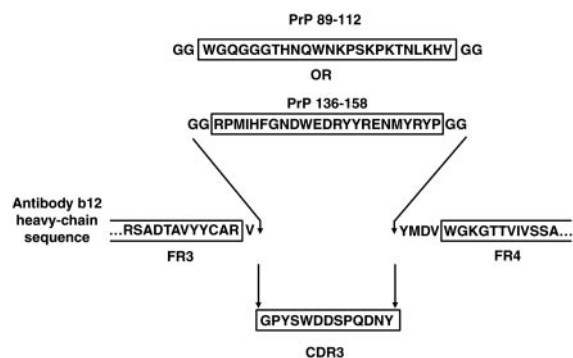 PrP 89-112
GG WGQGGGTHNQWNKPSKPKTNLKHV GG
OR
PrP 136-158
GG RPMIHFGNDWEDRYYRENMYRYP GG
Antibody b12
heavy-chain
sequence
...RSADTAVYYCAR V YMDV WGKGTTVIVSSA...
FR3 FR4
GPYSWDDSPQDNY
CDR3